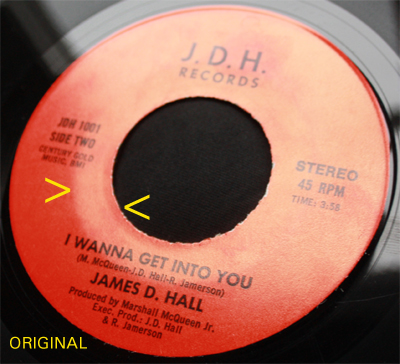 J.D.H.
RECORDS
JDH 1001
SIDE TWO
CENTURY GOLD
MUSIC, BMI
STEREO
45 RPM
TIME: 3:58
>
<
I WANNA GET INTO YOU
(M. McQueen-J.D. Hall-R. Jamerson)
JAMES D. HALL
Produced by Marshall McQueen Jr.
Exec. Prod.: J.D. Hall
& R. Jamerson
ORIGINAL